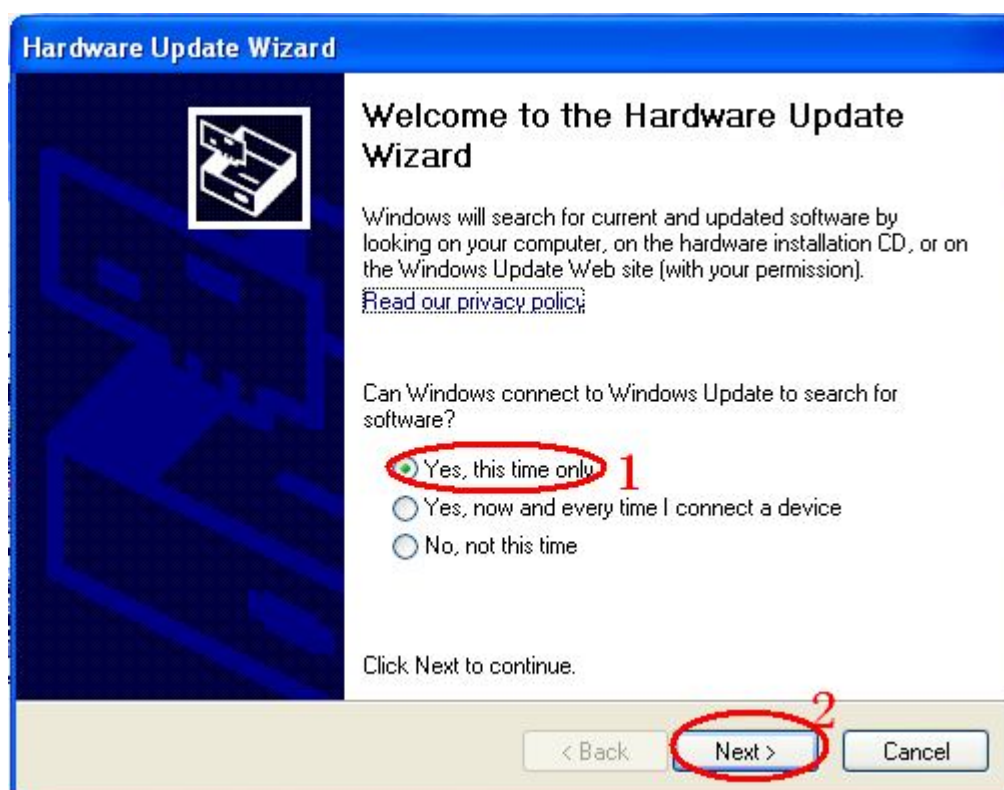 Hardware Update Wizard
Welcome to the Hardware Update
Wizard
Windows will search for current and updated software by
looking on your computer, on the hardware installation CD, or on
the Windows Update Web site (with your permission).
Read our privacy policy
Can Windows connect to Windows Update to search for
software?
Yes, this time only 1
Yes, now and every time I connect a device
No, not this time
Click Next to continue.
2
< Back Next > Cancel